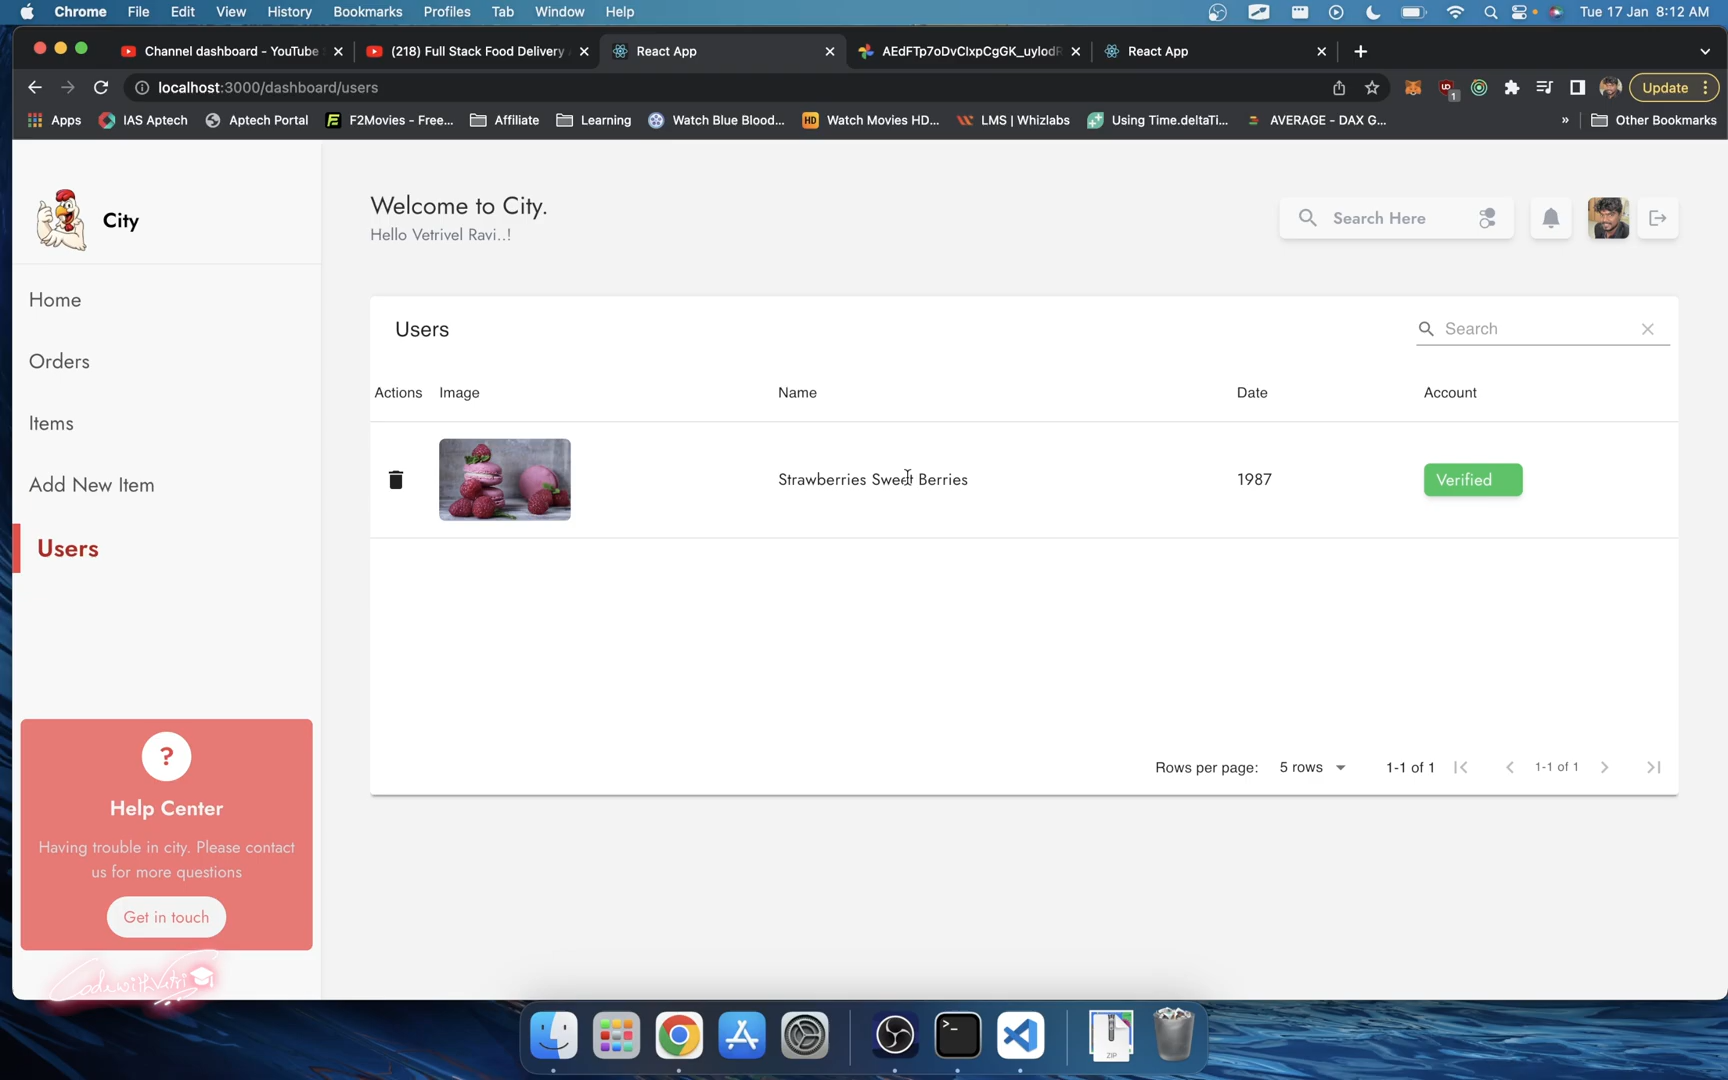 Chrome File Edit View History Bookmarks Profiles Tab Window Help Tue 17 Jan 8:12 AM
Channel dashboard - YouTube (218) Full Stack Food Delivery React App AEdFTp7oDvClxpCgGK_uylodR React App
localhost:3000/dashboard/users Update
Apps IAS Aptech Aptech Portal F2Movies - Free... Affiliate Learning Watch Blue Blood... HD Watch Movies HD... LMS | Whizlabs Using Time.deltaTi... AVERAGE - DAX G... » Other Bookmarks
City
Home
Orders
Items
Add New Item
Users
?
Help Center
Having trouble in city. Please contact
us for more questions
Get in touch
CodewithVetri
Welcome to City.
Hello Vetrivel Ravi..!
Search Here
Users
Search
Actions Image Name Date Account
Strawberries Sweet Berries 1987 Verified
Rows per page: 5 rows 1-1 of 1 1-1 of 1
ZIP